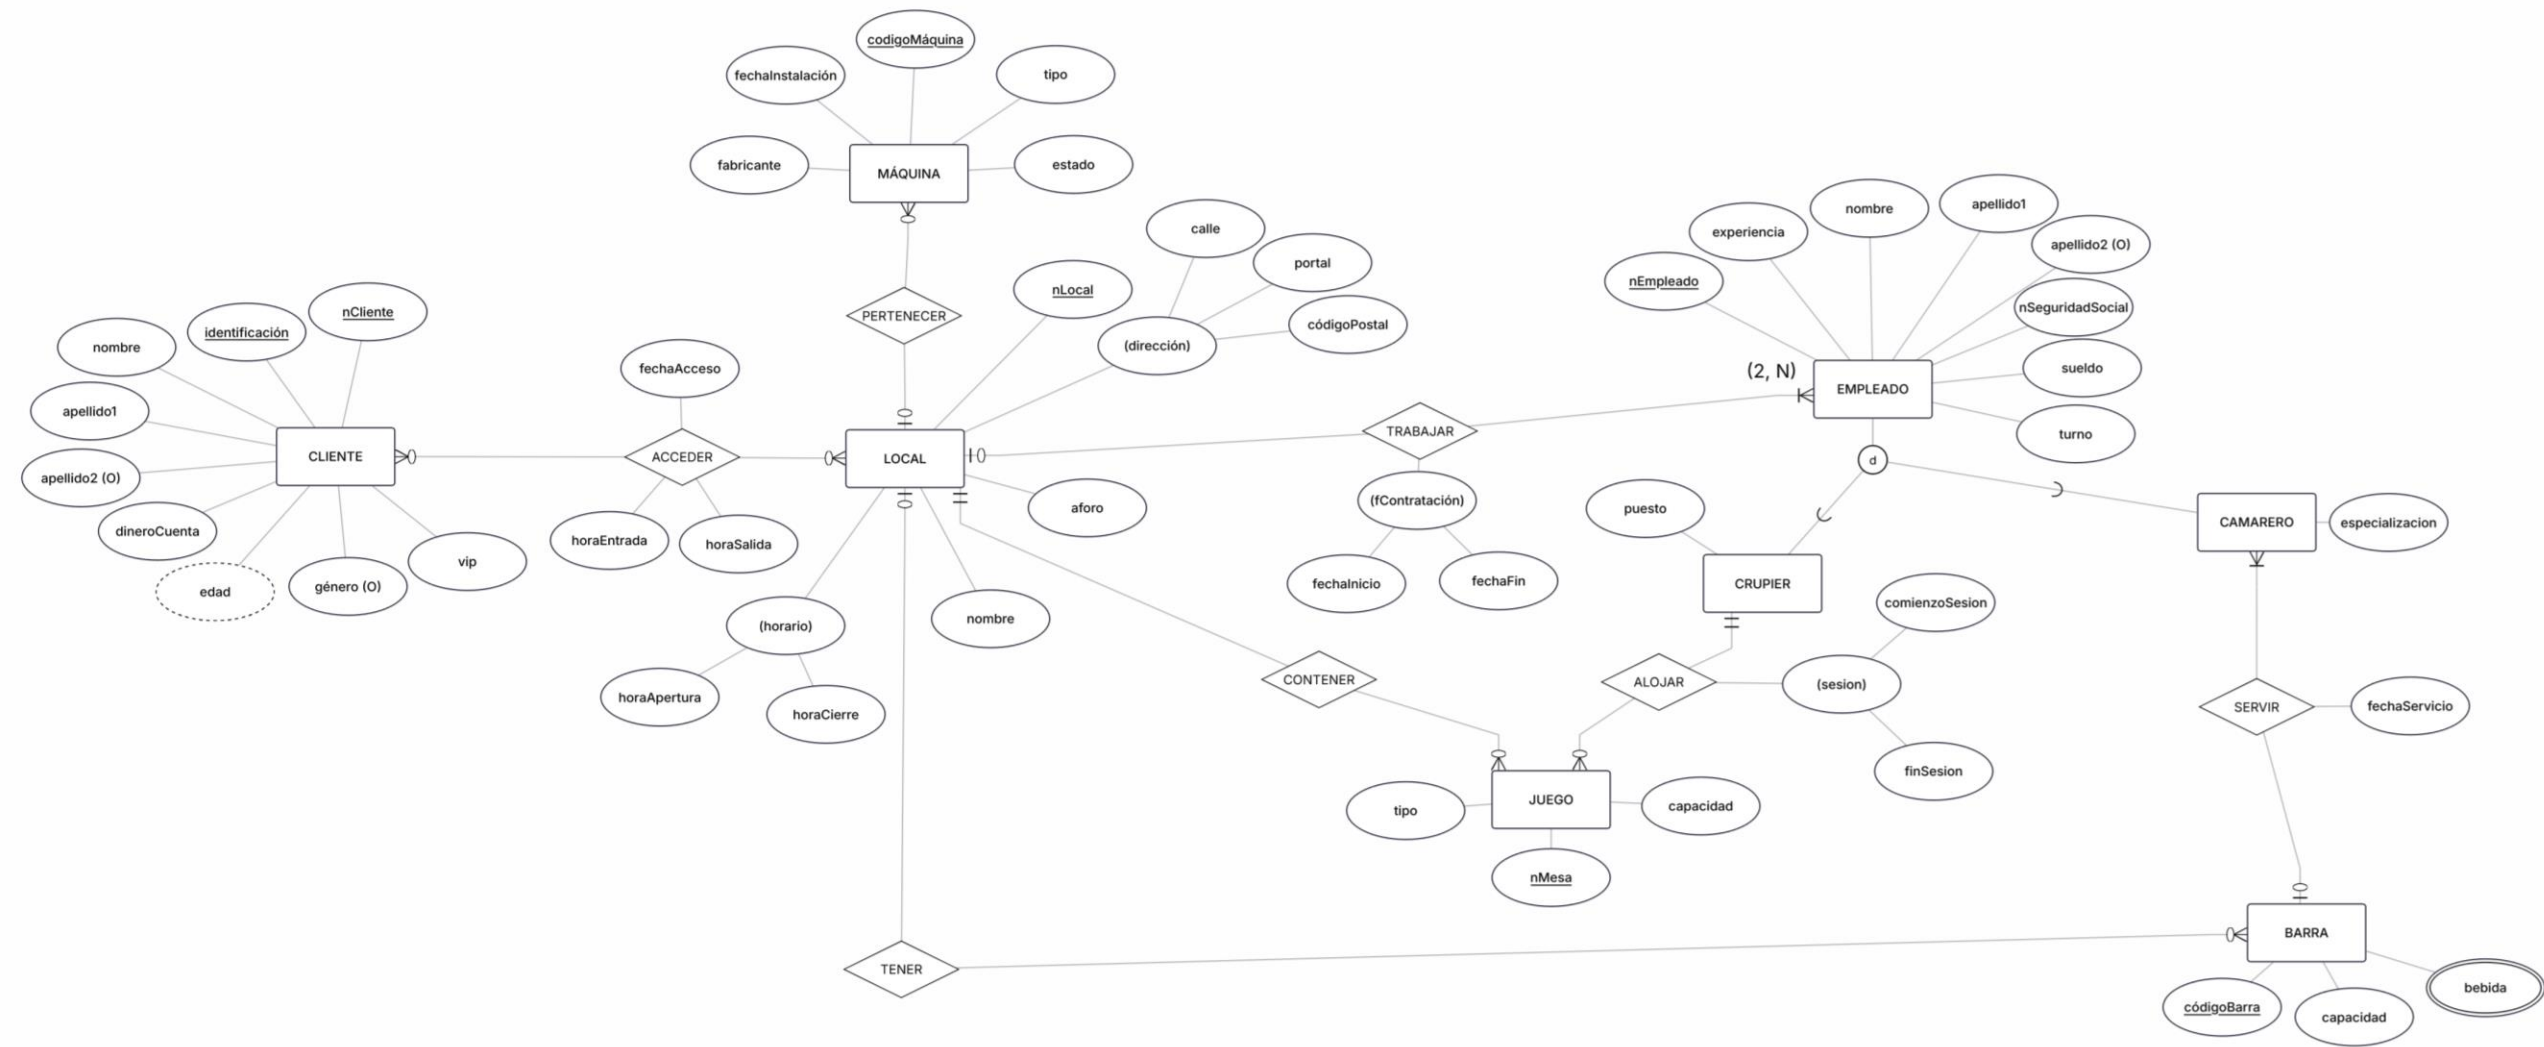 codigoMáquina
fechaInstalación
tipo
fabricante
MÁQUINA
estado
PERTENECER
nLocal
calle
portal
(dirección)
códigoPostal
nCliente
identificación
nombre
apellido1
apellido2 (O)
dineroCuenta
edad
género (O)
vip
CLIENTE
fechaAcceso
ACCEDER
horaEntrada
horaSalida
LOCAL
aforo
nombre
(horario)
horaApertura
horaCierre
TRABAJAR
(fContratación)
fechaInicio
fechaFin
(2, N)
EMPLEADO
nEmpleado
experiencia
nombre
apellido1
apellido2 (O)
nSeguridadSocial
sueldo
turno
d
puesto
CRUPIER
CAMARERO
especializacion
CONTENER
ALOJAR
(sesion)
comienzoSesion
finSesion
SERVIR
fechaServicio
tipo
JUEGO
capacidad
nMesa
TENER
BARRA
códigoBarra
capacidad
bebida